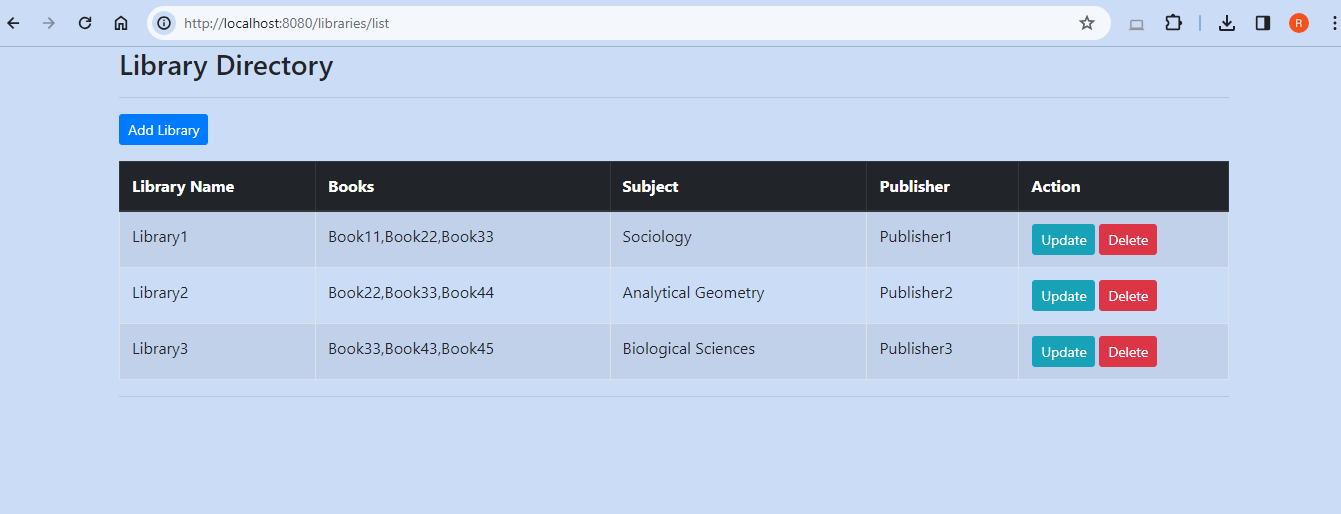 http://localhost:8080/libraries/list
R
Library Directory
Add Library
Library Name Books Subject Publisher Action
Library1 Book11,Book22,Book33 Sociology Publisher1 Update Delete
Library2 Book22,Book33,Book44 Analytical Geometry Publisher2 Update Delete
Library3 Book33,Book43,Book45 Biological Sciences Publisher3 Update Delete